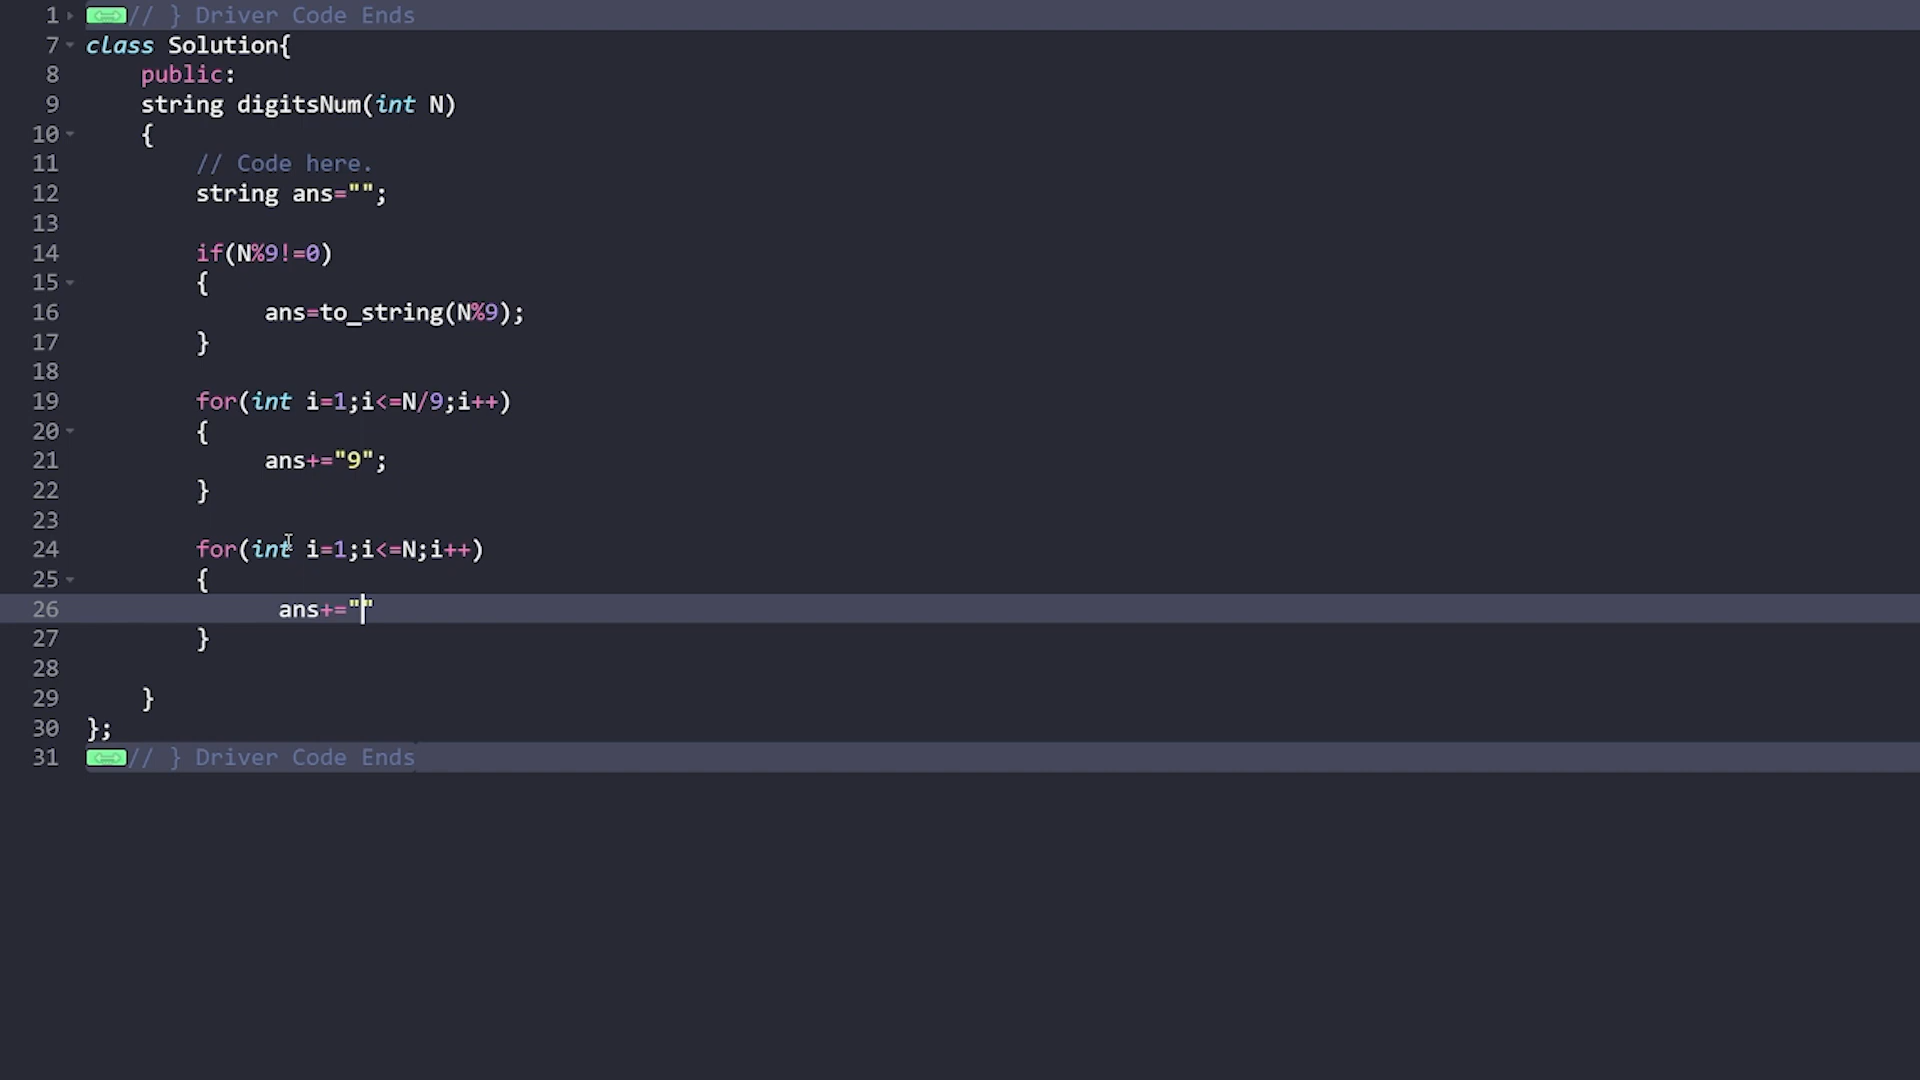 1 // } Driver Code Ends
7 class Solution{
8 public:
9 string digitsNum(int N)
10 {
11 // Code here.
12 string ans="";
13
14 if(N%9!=0)
15 {
16 ans=to_string(N%9);
17 }
18
19 for(int i=1;i<=N/9;i++)
20 {
21 ans+="9";
22 }
23
24 for(int i=1;i<=N;i++)
25 {
26 ans+=""
27 }
28
29 }
30 };
31 // } Driver Code Ends